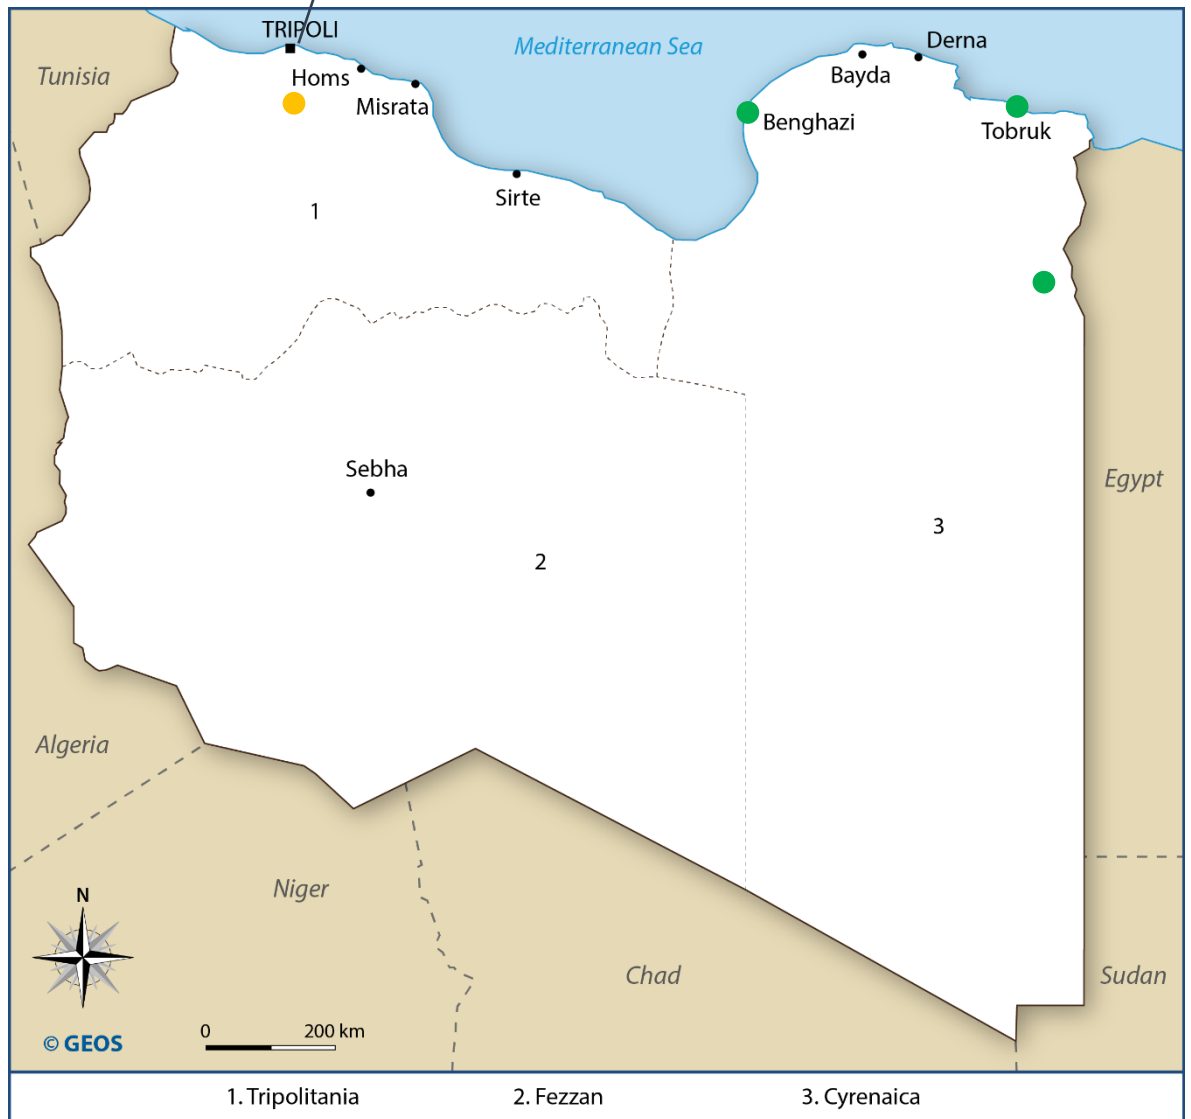 TRIPOLI
Mediterranean Sea
Derna
Tunisia
Homs
Bayda
Misrata
Benghazi
Tobruk
Sirte
1
Sebha
Egypt
3
2
Algeria
Niger
N
Chad
Sudan
0 200 km
© GEOS
1. Tripolitania 2. Fezzan 3. Cyrenaica